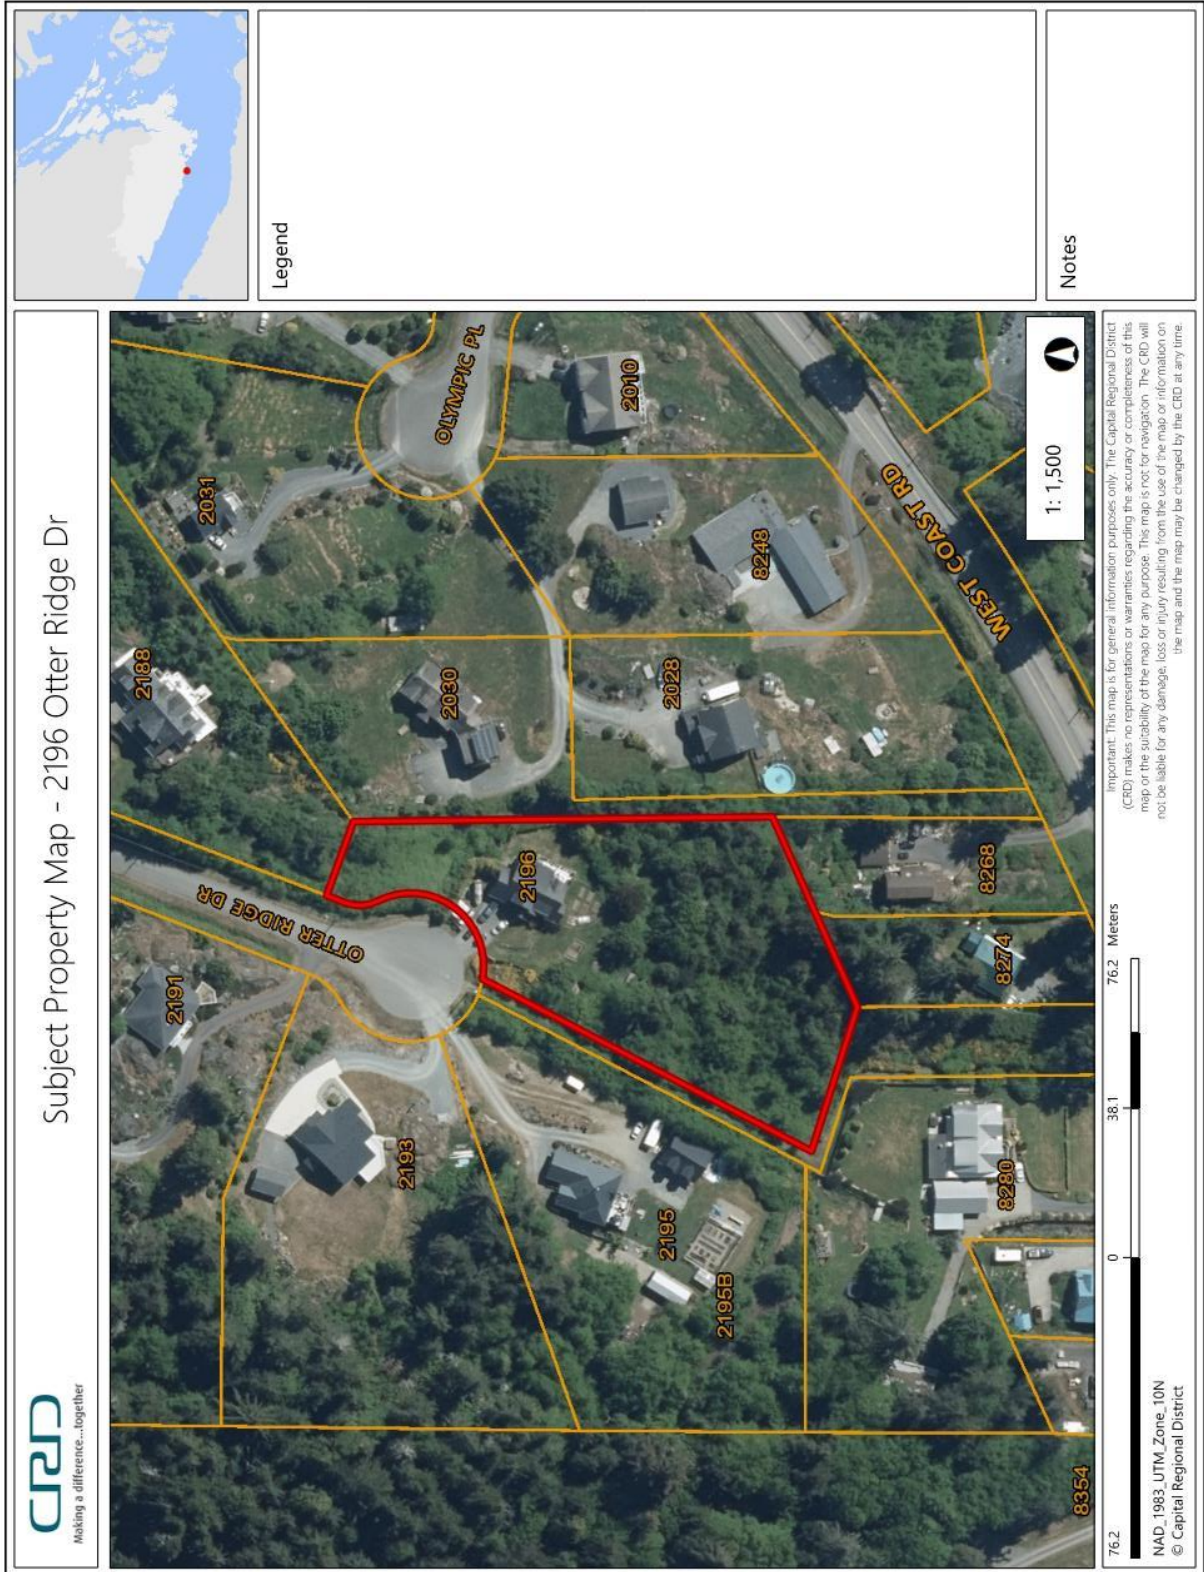 CRD
Making a difference...together
Subject Property Map - 2196 Otter Ridge Dr
Legend
Notes
2188
2031
OLYMPIC PL
2010
2191
OTTER RIDGE DR
2030
2193
2196
2028
8248
2195
2195B
WEST COAST RD
8268
8274
8280
8354
1: 1,500
76.2
0
38.1
76.2 Meters
NAD_1983_UTM_Zone_10N
© Capital Regional District
Important: This map is for general information purposes only. The Capital Regional District
(CRD) makes no representations or warranties regarding the accuracy or completeness of this
map or the suitability of the map for any purpose. This map is not for navigation. The CRD will
not be liable for any damage, loss or injury resulting from the use of the map or information on
the map and the map may be changed by the CRD at any time.